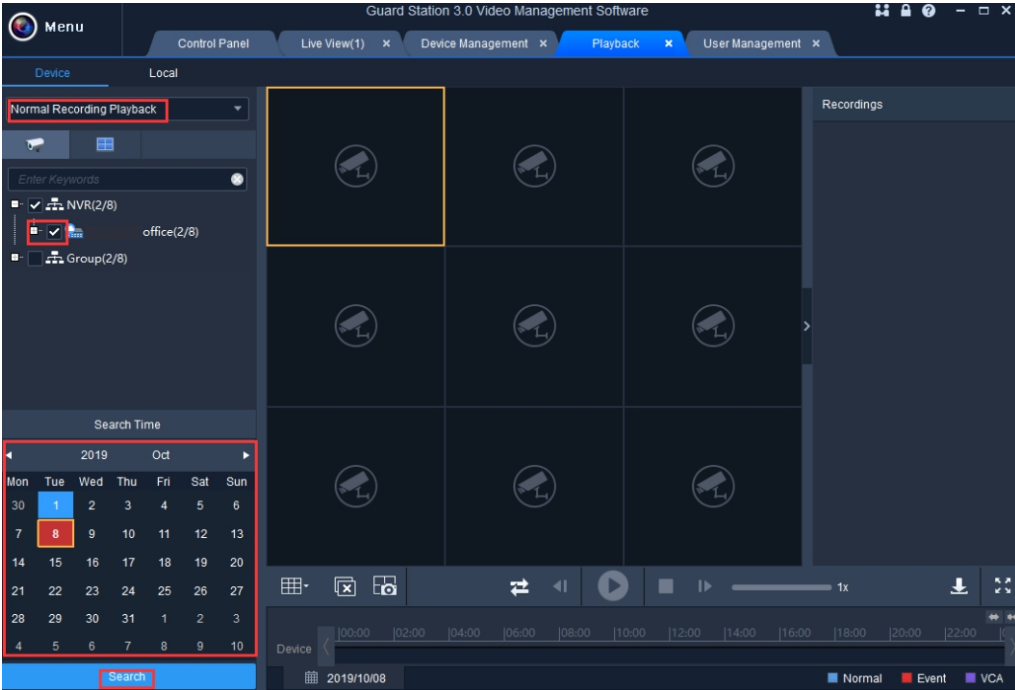 Guard Station 3.0 Video Management Software
Menu
Control Panel Live View(1) Device Management Playback User Management
Device Local
Normal Recording Playback
Recordings
Enter Keywords
NVR(2/8)
office(2/8)
Group(2/8)
Search Time
2019 Oct
Mon Tue Wed Thu Fri Sat Sun
30 1 2 3 4 5 6
7 8 9 10 11 12 13
14 15 16 17 18 19 20
21 22 23 24 25 26 27
28 29 30 31 1 2 3
4 5 6 7 8 9 10
Search
1x
00:00 02:00 04:00 06:00 08:00 10:00 12:00 14:00 16:00 18:00 20:00 22:00
Device
2019/10/08
Normal Event VCA